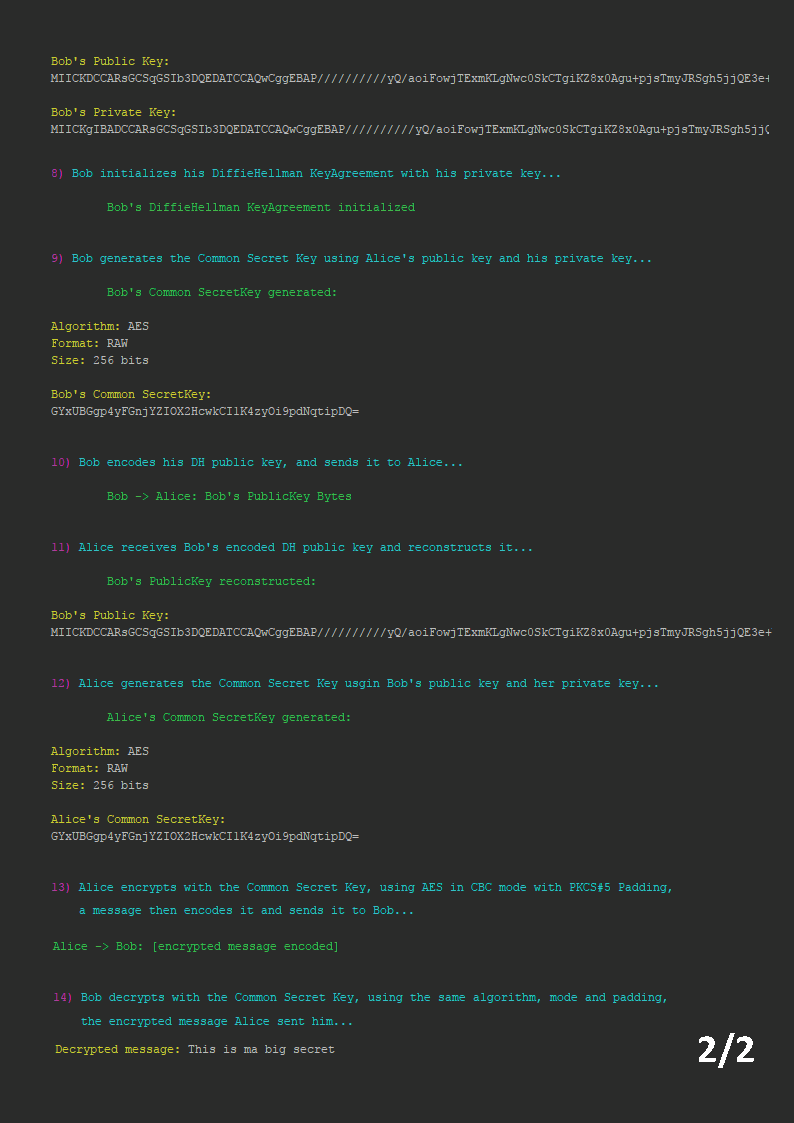 Bob's Public Key:
MIICKDCCARsGCSqGSIb3DQEDATCCAQwCggEBAP//////////yQ/aoiFowjTExmKLgNwc0SkCTgiKZ8x0Agu+pjsTmyJRSgh5jjQE3e+
Bob's Private Key:
MIICKgIBADCCARsGCSqGSIb3DQEDATCCAQwCggEBAP//////////yQ/aoiFowjTExmKLgNwc0SkCTgiKZ8x0Agu+pjsTmyJRSgh5jjQ
8) Bob initializes his DiffieHellman KeyAgreement with his private key...
Bob's DiffieHellman KeyAgreement initialized
9) Bob generates the Common Secret Key using Alice's public key and his private key...
Bob's Common SecretKey generated:
Algorithm: AES
Format: RAW
Size: 256 bits
Bob's Common SecretKey:
GYxUBGgp4yFGnjYZIOX2HcwkCIlK4zyOi9pdNqtipDQ=
10) Bob encodes his DH public key, and sends it to Alice...
Bob -> Alice: Bob's PublicKey Bytes
11) Alice receives Bob's encoded DH public key and reconstructs it...
Bob's PublicKey reconstructed:
Bob's Public Key:
MIICKDCCARsGCSqGSIb3DQEDATCCAQwCggEBAP//////////yQ/aoiFowjTExmKLgNwc0SkCTgiKZ8x0Agu+pjsTmyJRSgh5jjQE3e+
12) Alice generates the Common Secret Key usgin Bob's public key and her private key...
Alice's Common SecretKey generated:
Algorithm: AES
Format: RAW
Size: 256 bits
Alice's Common SecretKey:
GYxUBGgp4yFGnjYZIOX2HcwkCIlK4zyOi9pdNqtipDQ=
13) Alice encrypts with the Common Secret Key, using AES in CBC mode with PKCS#5 Padding,
a message then encodes it and sends it to Bob...
Alice -> Bob: [encrypted message encoded]
14) Bob decrypts with the Common Secret Key, using the same algorithm, mode and padding,
the encrypted message Alice sent him...
Decrypted message: This is ma big secret
2/2